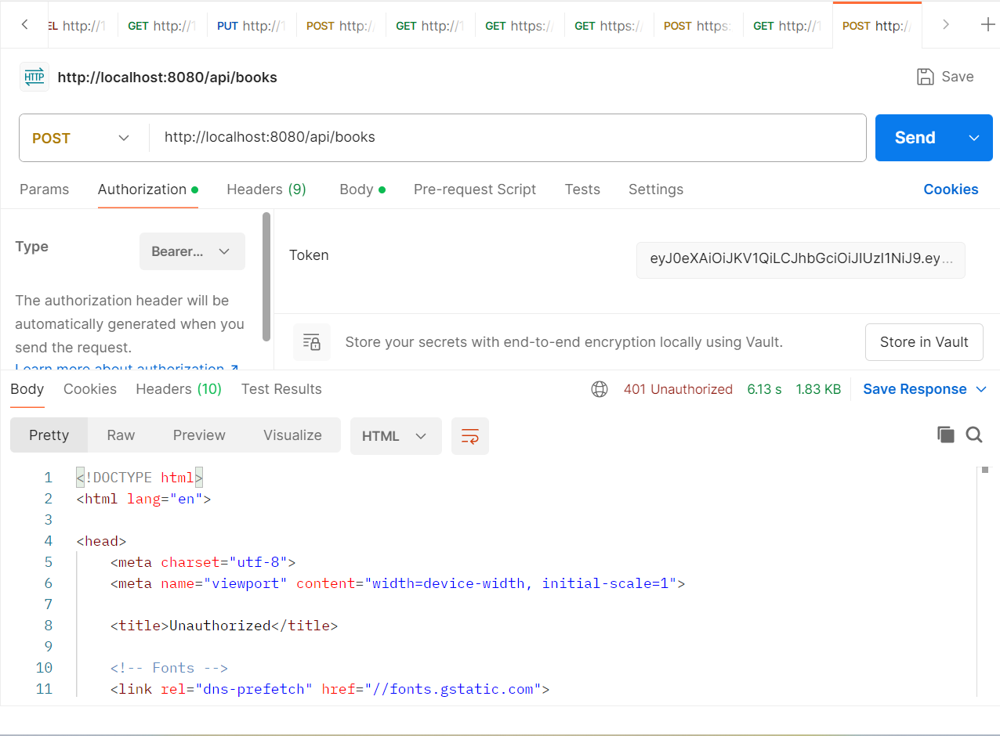 EL http://1 GET http://1 PUT http://1 POST http:/ GET http://1 GET https:/ GET https:/ POST https: GET http://1 POST http://
HTTP http://localhost:8080/api/books Save
POST http://localhost:8080/api/books Send
Params Authorization Headers (9) Body Pre-request Script Tests Settings Cookies
Type Bearer... Token eyJ0eXAiOiJKV1QiLCJhbGciOiJIUzI1NiJ9.ey...
The authorization header will be
automatically generated when you
send the request.
Learn more about authorization ↗
Store your secrets with end-to-end encryption locally using Vault. Store in Vault
Body Cookies Headers (10) Test Results 401 Unauthorized 6.13 s 1.83 KB Save Response
Pretty Raw Preview Visualize HTML
1 <!DOCTYPE html>
2 <html lang="en">
3
4 <head>
5 <meta charset="utf-8">
6 <meta name="viewport" content="width=device-width, initial-scale=1">
7
8 <title>Unauthorized</title>
9
10 <!-- Fonts -->
11 <link rel="dns-prefetch" href="//fonts.gstatic.com">